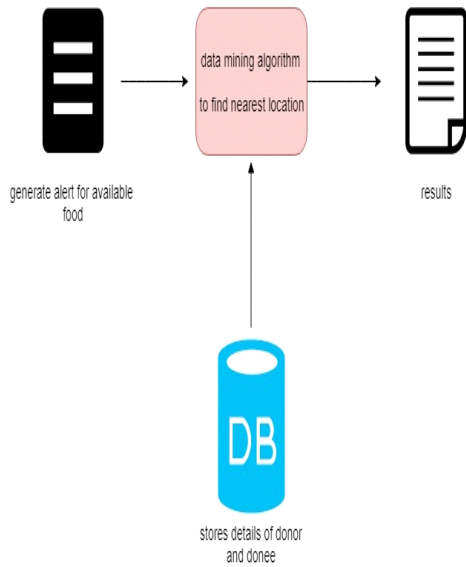 data mining algorithm
to find nearest location
generate alert for available
food
results
DB
stores details of donor
and donee